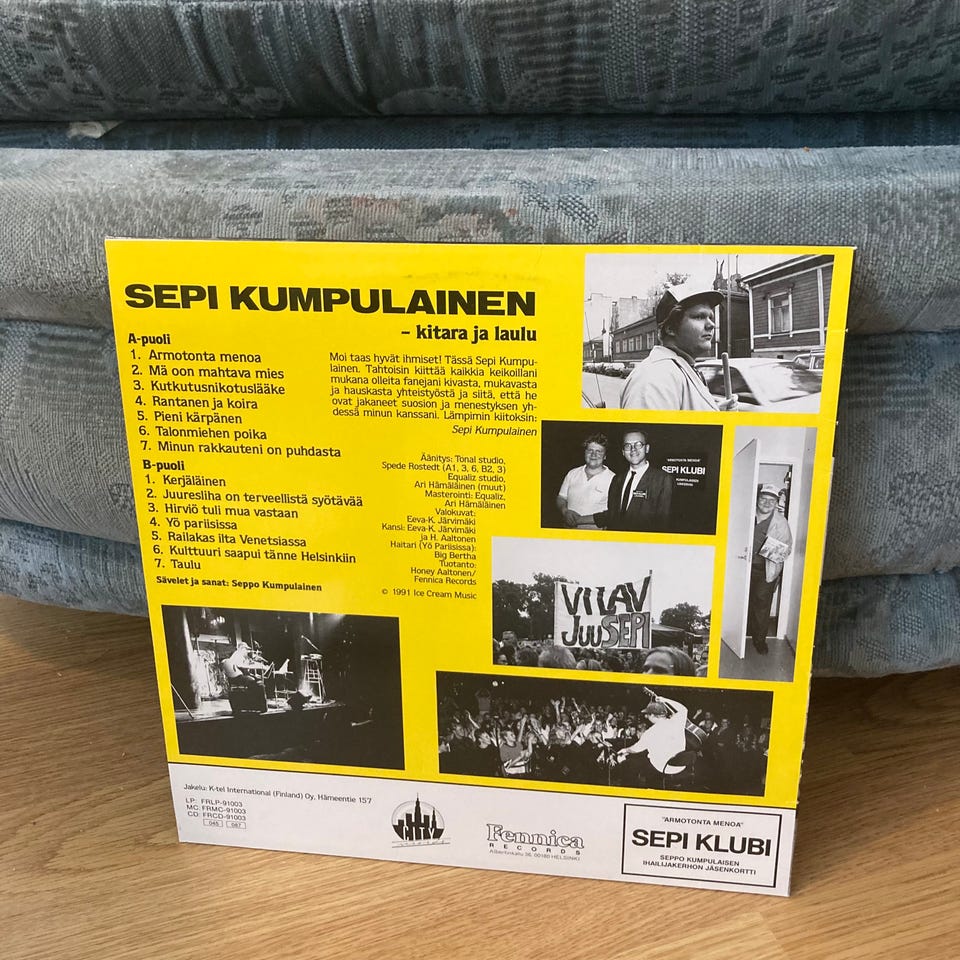 SEPI KUMPULAINEN
– kitara ja laulu
A-puoli
1. Armotonta menoa
2. Mä oon mahtava mies
3. Kutkutusnikotuslääke
4. Rantanen ja koira
5. Pieni kärpänen
6. Talonmiehen poika
7. Minun rakkauteni on puhdasta
B-puoli
1. Kerjäläinen
2. Juuresliha on terveellistä syötävää
3. Hirviö tuli mua vastaan
4. Yö pariisissa
5. Railakas ilta Venetsiassa
6. Kulttuuri saapui tänne Helsinkiin
7. Taulu
Sävelet ja sanat: Seppo Kumpulainen
Moi taas hyvät ihmiset! Tässä Sepi Kumpu-
lainen. Tahtoisin kiittää kaikkia keikoillani
mukana olleita fanejani kivasta, mukavasta
ja hauskasta yhteistyöstä ja siitä, että he
ovat jakaneet suosion ja menestyksen yh-
dessä minun kanssani. Lämpimin kiitoksin:
Sepi Kumpulainen
Äänitys: Tonal studio,
Spede Rostedt (A1, 3, 6, B2, 3)
Equaliz studio,
Ari Hämäläinen (muut)
Masterointi: Equaliz,
Ari Hämäläinen
Valokuvat:
Eeva-K. Järvimäki
Kansi: Eeva-K. Järvimäki
ja H. Aaltonen
Haitari (Yö Pariisissa):
Big Bertha
Tuotanto:
Honey Aaltonen/
Fennica Records
© 1991 Ice Cream Music
"ARMOTONTA MENOA"
SEPI KLUBI
VILAV
JUUSEPI
Jakelu: K-tel International (Finland) Oy, Hämeentie 157
LP: FRLP-91003
MC: FRMC-91003
CD: FRCD-91003
045 087
CITY
Fennica
RECORDS
Albertinkatu 36, 00180 HELSINKI
"ARMOTONTA MENOA"
SEPI KLUBI
SEPPO KUMPULAISEN
IHAILIJAKERHON JÄSENKORTTI